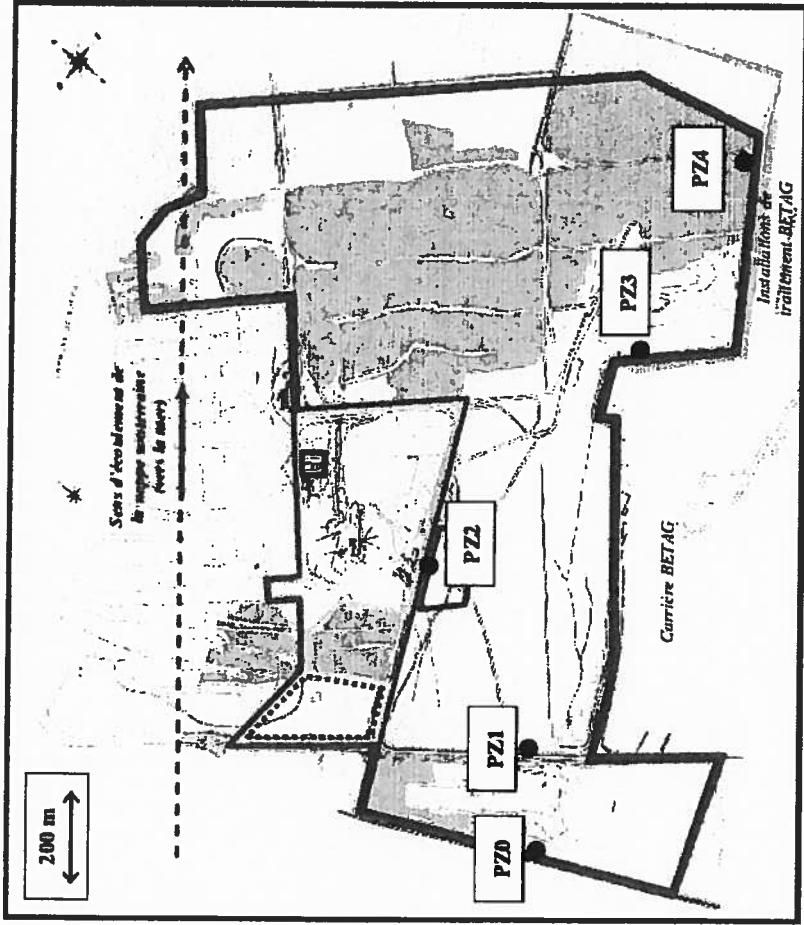 200 m
Sens d'écoulement de
la nappe souterraine
(vers la mer)
PZ0
PZ1
PZ2
PZ3
PZ4
Carrière BETAG
Installations de
traitement BETAG